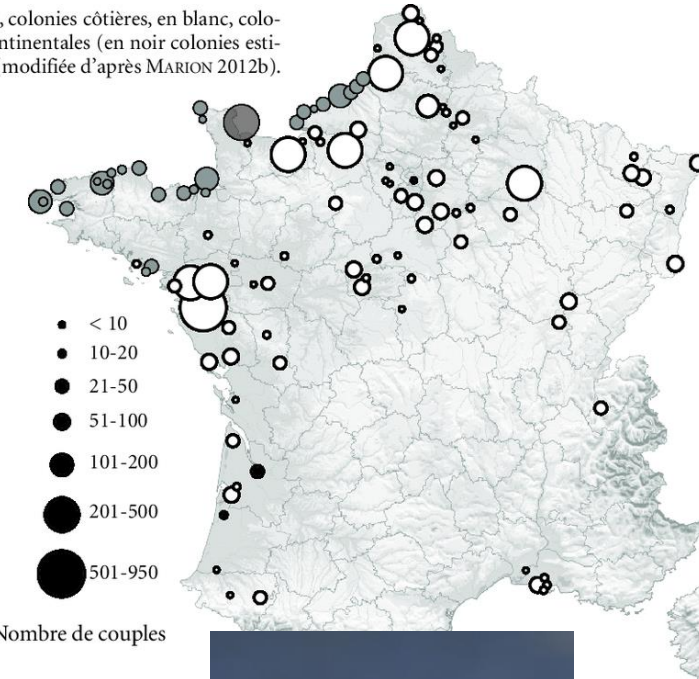 , colonies côtières, en blanc, colo-
ntinentales (en noir colonies esti-
modifiée d'après MARION 2012b).
< 10
10-20
21-50
51-100
101-200
201-500
501-950
Nombre de couples